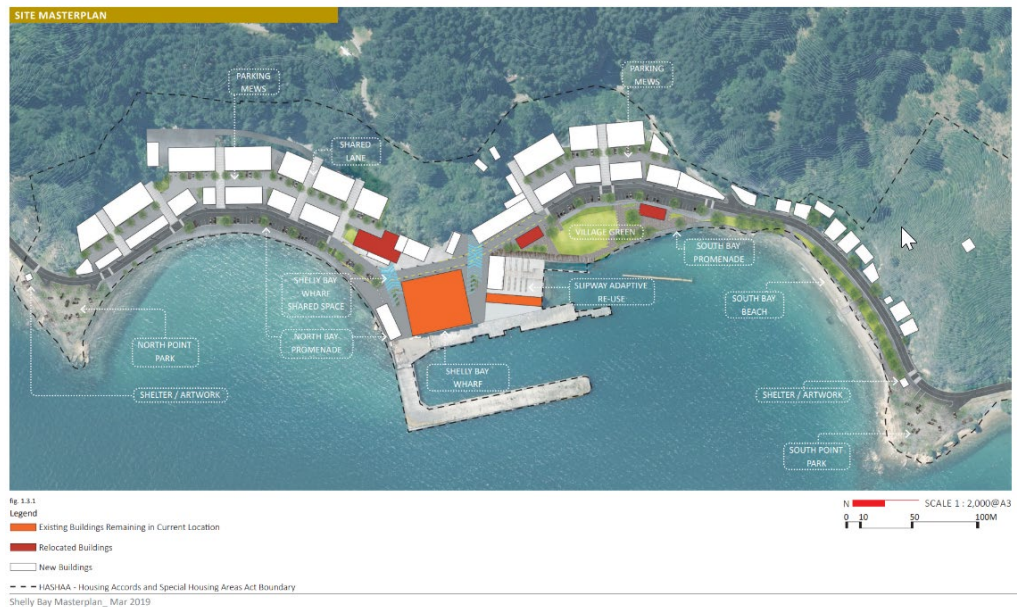 SITE MASTERPLAN
PARKING
MEWS
PARKING
MEWS
SHARED
LANE
VILLAGE GREEN
SOUTH BAY
PROMENADE
SHELLY BAY
WHARF
SHARED SPACE
SLIPWAY ADAPTIVE
RE-USE
SOUTH BAY
BEACH
NORTH POINT
PARK
NORTH BAY
PROMENADE
SHELLY BAY
WHARF
SHELTER / ARTWORK
SHELTER / ARTWORK
SOUTH POINT
PARK
fig. 1.3.1
Legend
Existing Buildings Remaining in Current Location
Relocated Buildings
New Buildings
HASHAA - Housing Accords and Special Housing Areas Act Boundary
N SCALE 1 : 2,000@A3
0 10 50 100M
Shelly Bay Masterplan_ Mar 2019